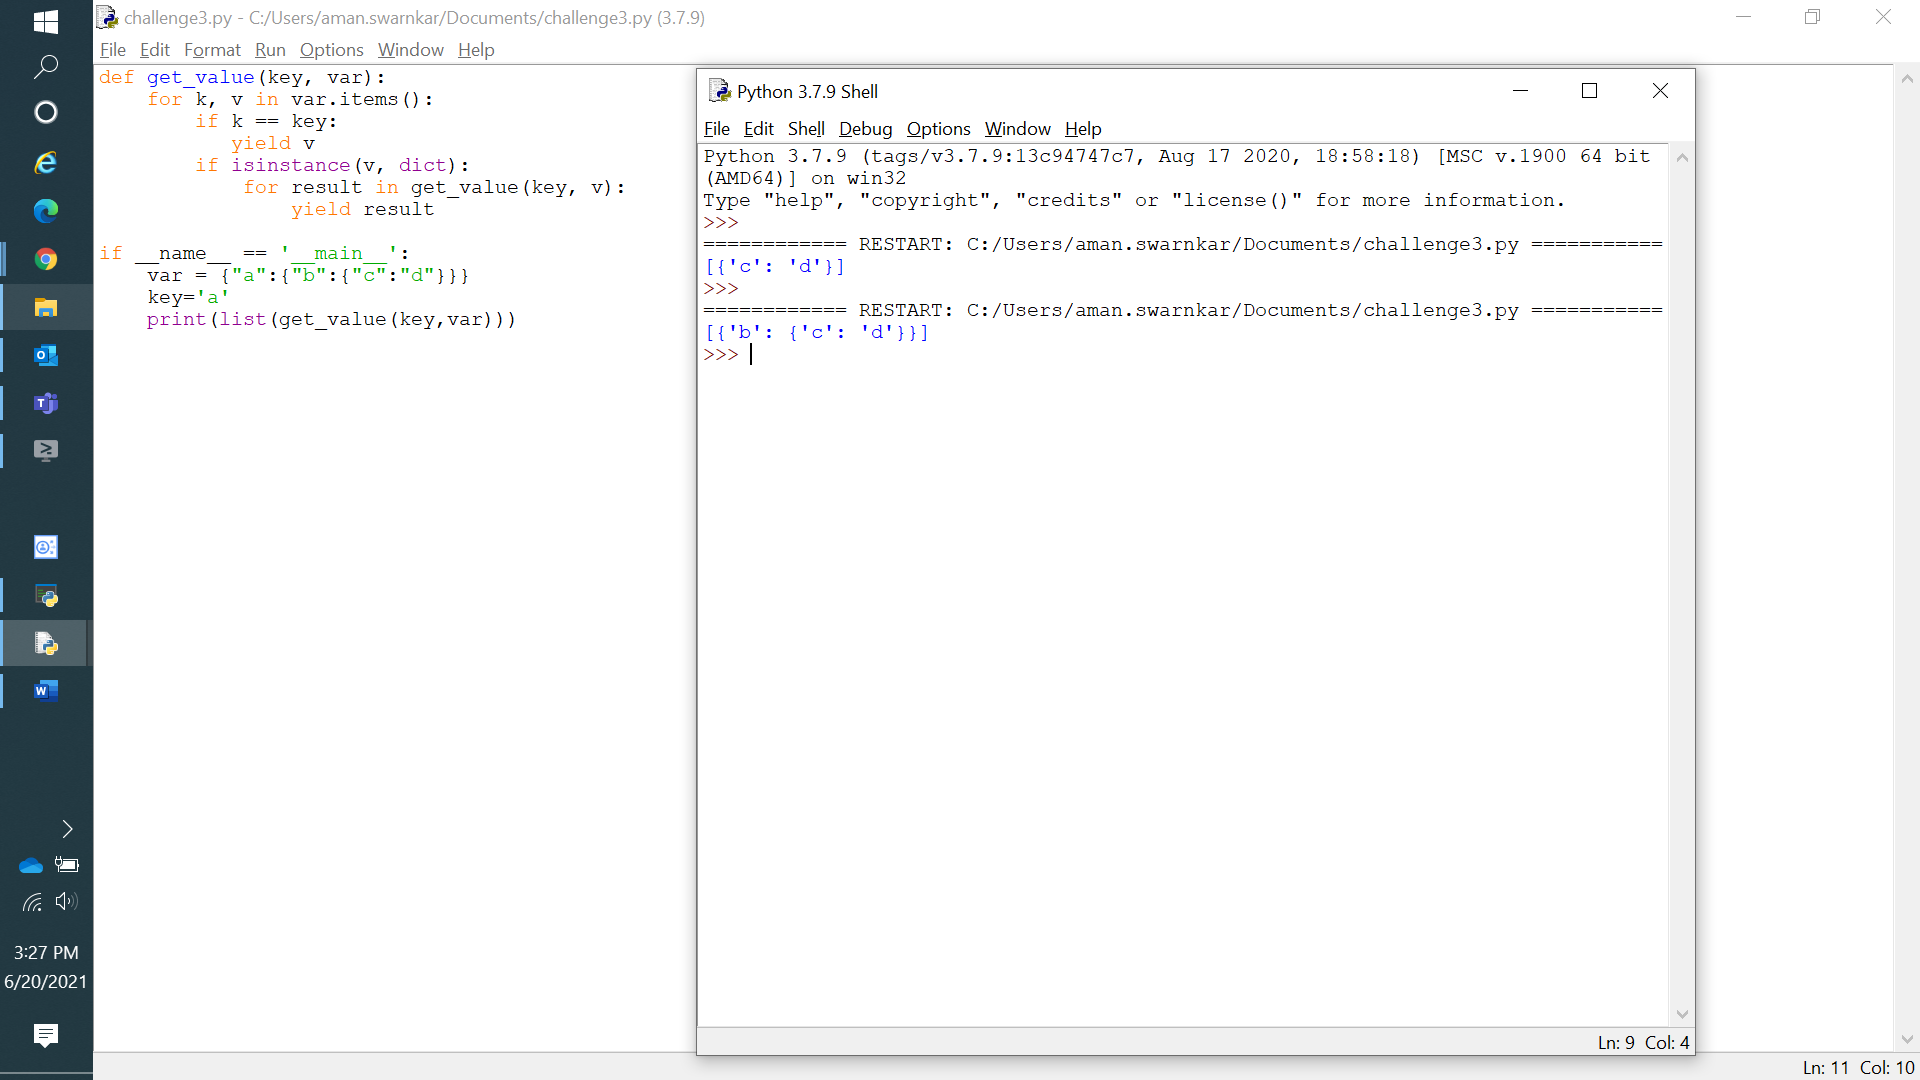 challenge3.py - C:/Users/aman.swarnkar/Documents/challenge3.py (3.7.9)
File Edit Format Run Options Window Help
def get_value(key, var):
    for k, v in var.items():
        if k == key:
           yield v
        if isinstance(v, dict):
            for result in get_value(key, v):
                yield result
if __name__ == '__main__':
    var = {"a":{"b":{"c":"d"}}}
    key='a'
    print(list(get_value(key,var)))
Python 3.7.9 Shell
File Edit Shell Debug Options Window Help
Python 3.7.9 (tags/v3.7.9:13c94747c7, Aug 17 2020, 18:58:18) [MSC v.1900 64 bit
(AMD64)] on win32
Type "help", "copyright", "credits" or "license()" for more information.
>>>
============ RESTART: C:/Users/aman.swarnkar/Documents/challenge3.py ===========
[{'c': 'd'}]
>>>
============ RESTART: C:/Users/aman.swarnkar/Documents/challenge3.py ===========
[{'b': {'c': 'd'}}]
>>>
Ln: 9 Col: 4
3:27 PM
6/20/2021
Ln: 11 Col: 10